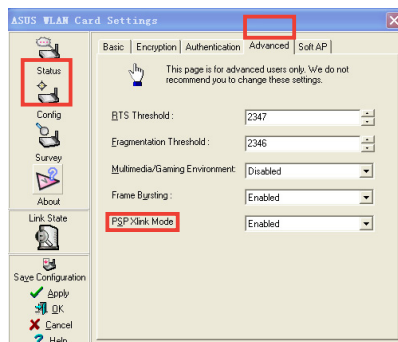 ASUS WLAN Card Settings
Status
Config
Survey
About
Link State
Save Configuration
Apply
OK
Cancel
Help
Basic
Encryption
Authentication
Advanced
Soft AP
This page is for advanced users only. We do not
recommend you to change these settings.
RTS Threshold :
2347
Fragmentation Threshold :
2346
Multimedia/Gaming Environment:
Disabled
Frame Bursting :
Enabled
PSP Xlink Mode
Enabled